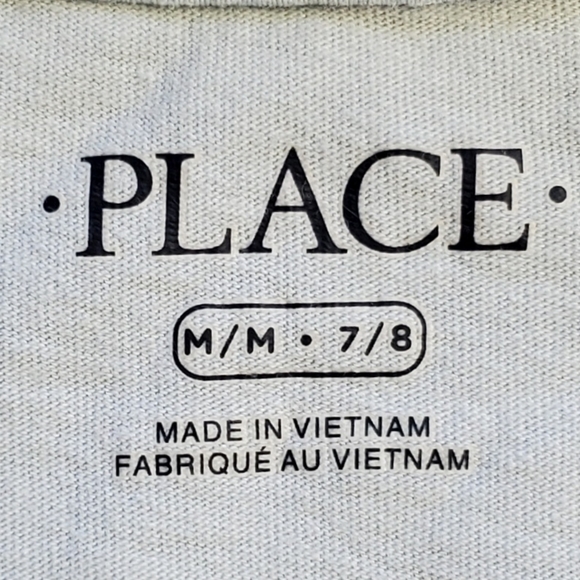 ·PLACE·
M/M • 7/8
MADE IN VIETNAM
FABRIQUÉ AU VIETNAM